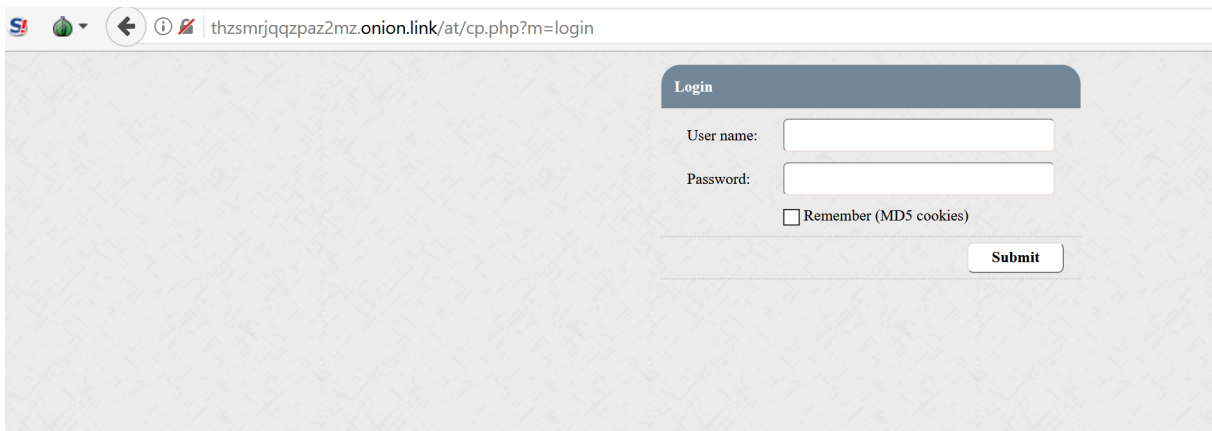 S!
thzsmrjqqzpaz2mz.onion.link/at/cp.php?m=login
Login
User name:
Password:
Remember (MD5 cookies)
Submit